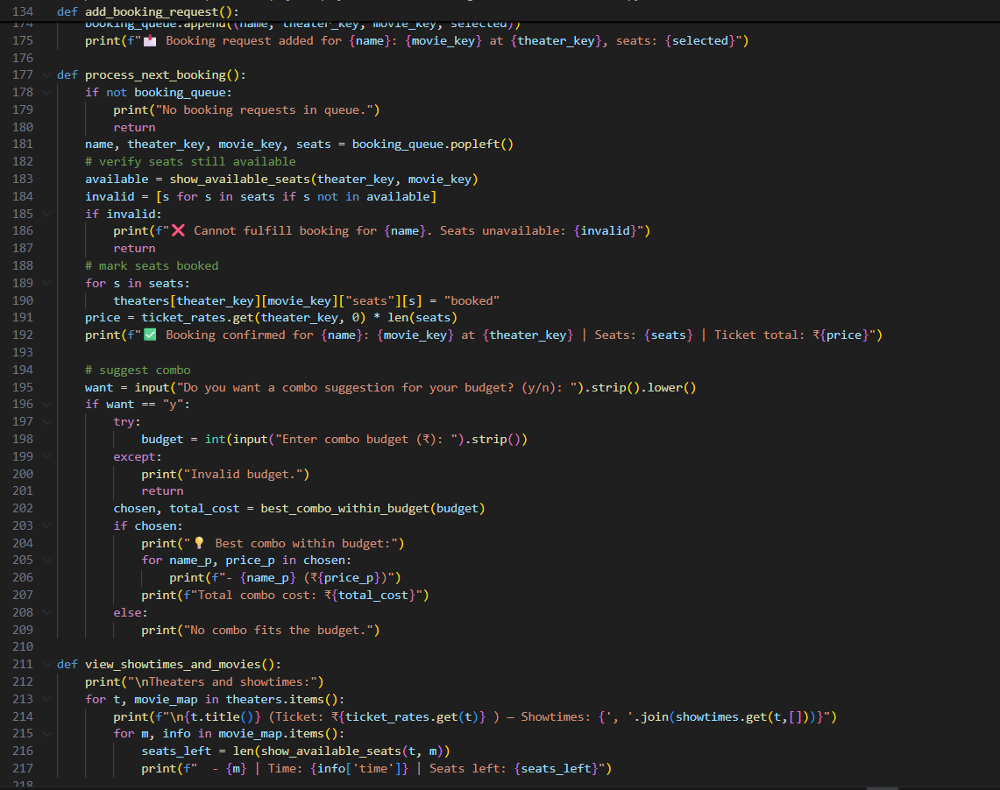 134 def add_booking_request():
174 booking_queue.append((name, theater_key, movie_key, selected))
175 print(f"📩 Booking request added for {name}: {movie_key} at {theater_key}, seats: {selected}")
176
177 def process_next_booking():
178 if not booking_queue:
179 print("No booking requests in queue.")
180 return
181 name, theater_key, movie_key, seats = booking_queue.popleft()
182 # verify seats still available
183 available = show_available_seats(theater_key, movie_key)
184 invalid = [s for s in seats if s not in available]
185 if invalid:
186 print(f"❌ Cannot fulfill booking for {name}. Seats unavailable: {invalid}")
187 return
188 # mark seats booked
189 for s in seats:
190 theaters[theater_key][movie_key]["seats"][s] = "booked"
191 price = ticket_rates.get(theater_key, 0) * len(seats)
192 print(f"✅ Booking confirmed for {name}: {movie_key} at {theater_key} | Seats: {seats} | Ticket total: ₹{price}")
193
194 # suggest combo
195 want = input("Do you want a combo suggestion for your budget? (y/n): ").strip().lower()
196 if want == "y":
197 try:
198 budget = int(input("Enter combo budget (₹): ").strip())
199 except:
200 print("Invalid budget.")
201 return
202 chosen, total_cost = best_combo_within_budget(budget)
203 if chosen:
204 print("💡 Best combo within budget:")
205 for name_p, price_p in chosen:
206 print(f"- {name_p} (₹{price_p})")
207 print(f"Total combo cost: ₹{total_cost}")
208 else:
209 print("No combo fits the budget.")
210
211 def view_showtimes_and_movies():
212 print("\nTheaters and showtimes:")
213 for t, movie_map in theaters.items():
214 print(f"\n{t.title()} (Ticket: ₹{ticket_rates.get(t)} ) — Showtimes: {', '.join(showtimes.get(t,[]))}")
215 for m, info in movie_map.items():
216 seats_left = len(show_available_seats(t, m))
217 print(f"  - {m} | Time: {info['time']} | Seats left: {seats_left}")
218